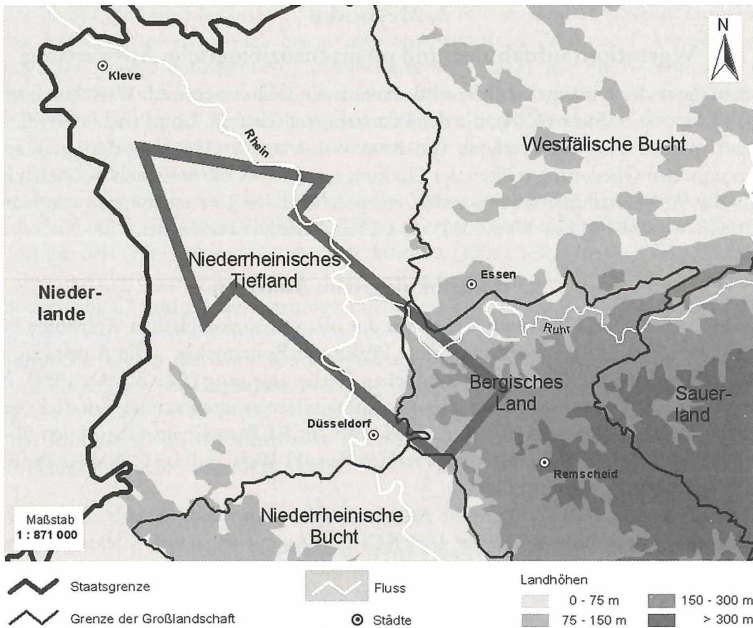 N
Kleve
Rhein
Westfälische Bucht
Niederrheinisches
Tiefland
Essen
Nieder-
lande
Ruhr
Bergisches
Land
Sauer-
land
Düsseldorf
Remscheid
Niederrheinische
Bucht
Maßstab
1 : 871 000
Staatsgrenze
Fluss
Landhöhen
0 - 75 m
150 - 300 m
Grenze der Großlandschaft
Städte
75 - 150 m
> 300 m